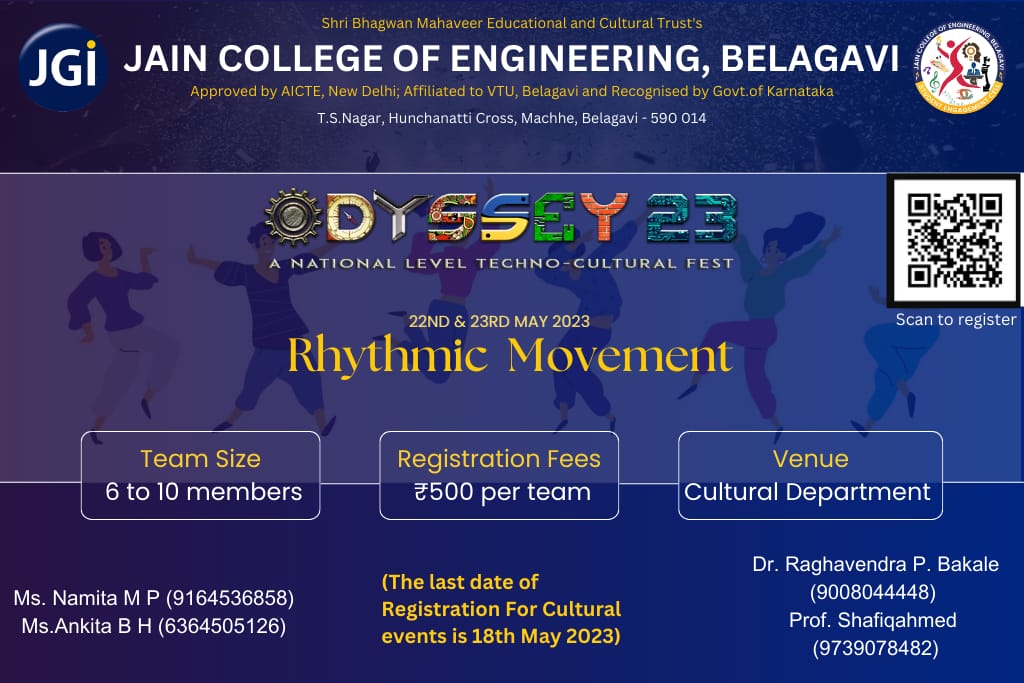 Shri Bhagwan Mahaveer Educational and Cultural Trust's
JGi
JAIN COLLEGE OF ENGINEERING, BELAGAVI
JAIN COLLEGE OF ENGINEERING, BELAGAVI
STUDENT ENGAGEMENT
Approved by AICTE, New Delhi; Affiliated to VTU, Belagavi and Recognised by Govt.of Karnataka
T.S.Nagar, Hunchanatti Cross, Machhe, Belagavi - 590 014
ODYSSEY 23
A NATIONAL LEVEL TECHNO-CULTURAL FEST
Scan to register
22ND & 23RD MAY 2023
Rhythmic Movement
Team Size
6 to 10 members
Registration Fees
₹500 per team
Venue
Cultural Department
Ms. Namita M P (9164536858)
Ms.Ankita B H (6364505126)
(The last date of
Registration For Cultural
events is 18th May 2023)
Dr. Raghavendra P. Bakale
(9008044448)
Prof. Shafiqahmed
(9739078482)